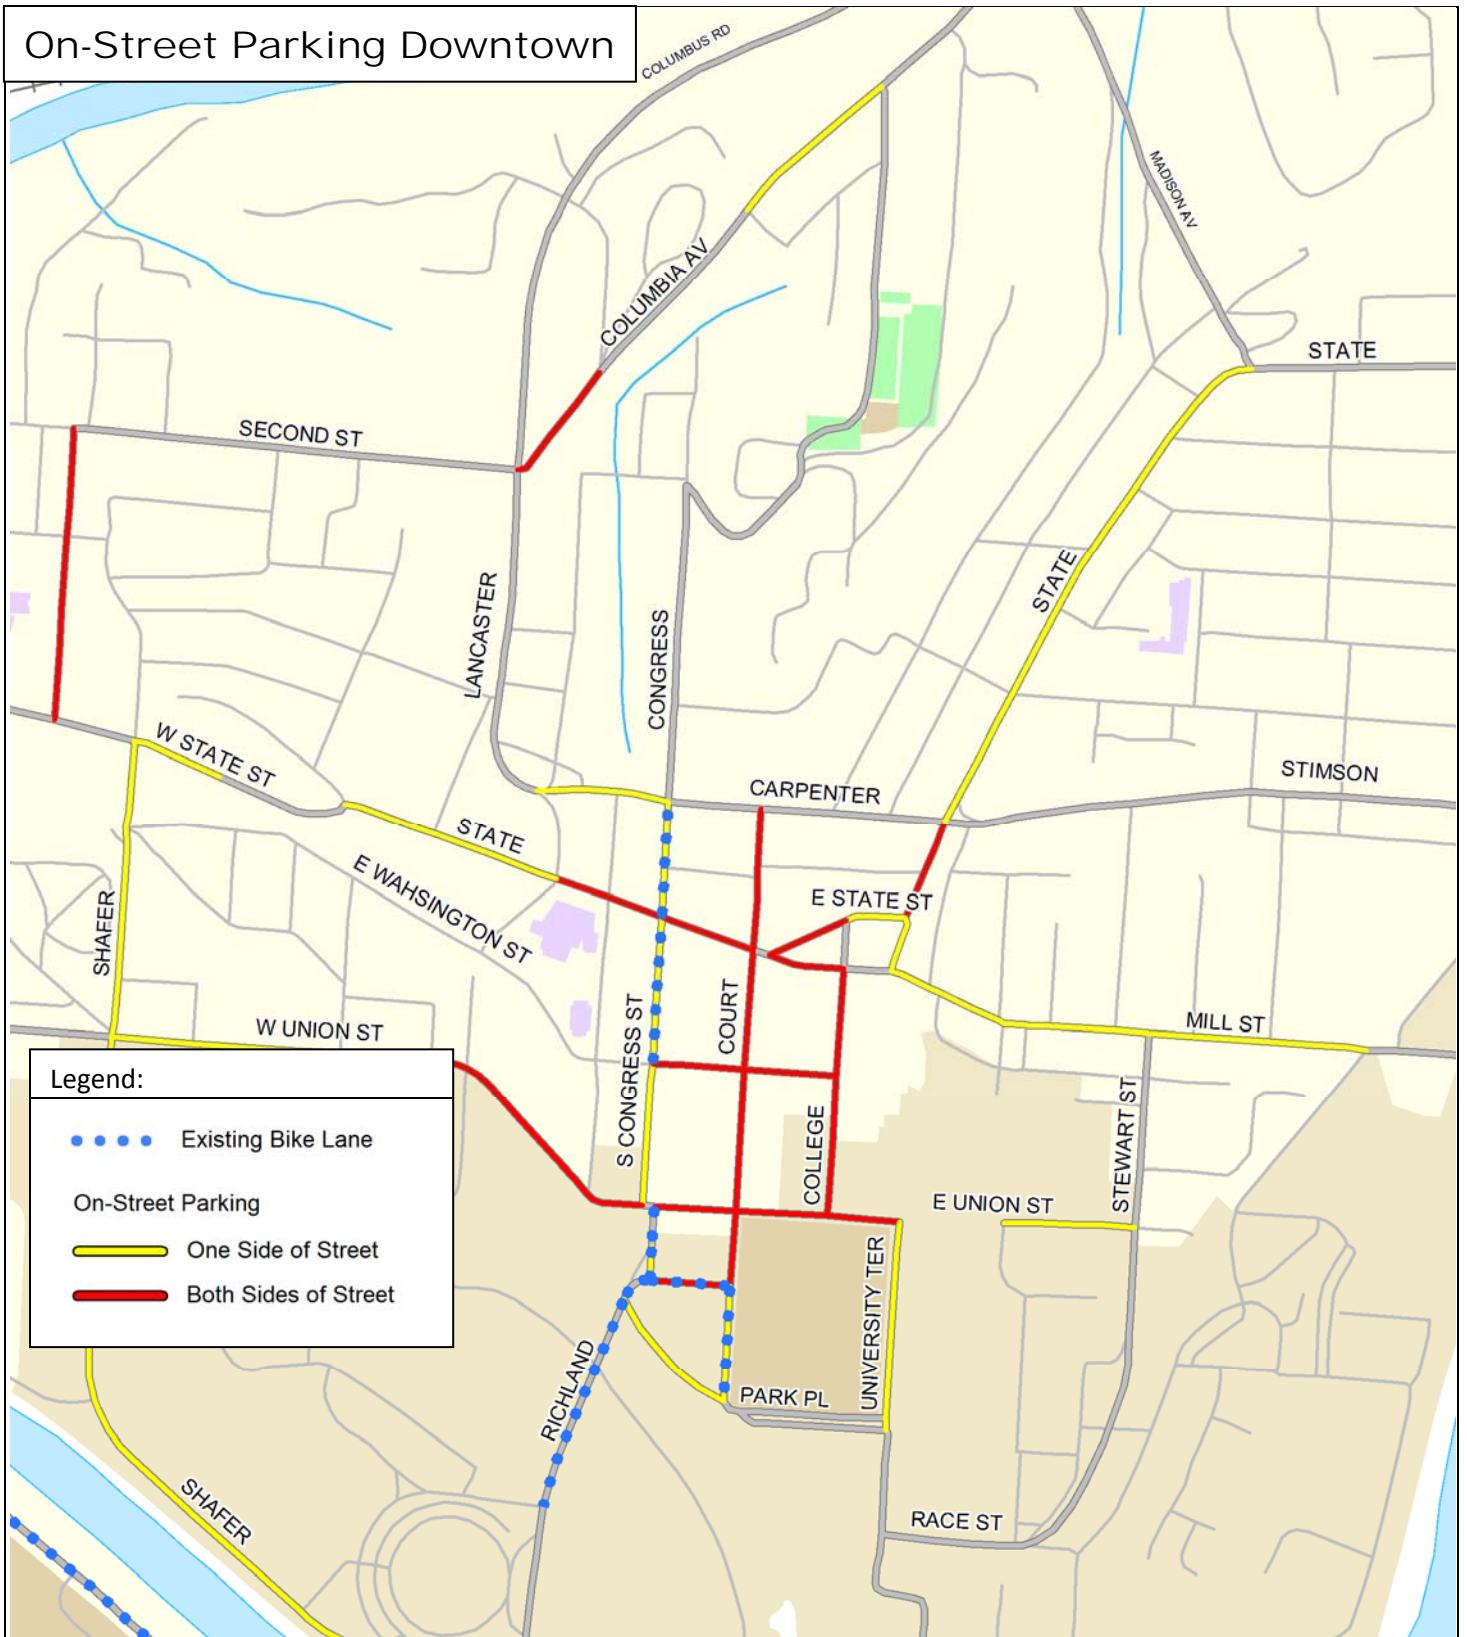 On-Street Parking Downtown
COLUMBUS RD
MADISON AV
COLUMBIA AV
STATE
SECOND ST
STATE
LANCASTER
CONGRESS
W STATE ST
STIMSON
CARPENTER
STATE
E WAHSINGTON ST
E STATE ST
SHAFER
COURT
S CONGRESS ST
MILL ST
W UNION ST
Legend:
Existing Bike Lane
On-Street Parking
One Side of Street
Both Sides of Street
COLLEGE
STEWART ST
E UNION ST
UNIVERSITY TER
RICHLAND
PARK PL
SHAFER
RACE ST